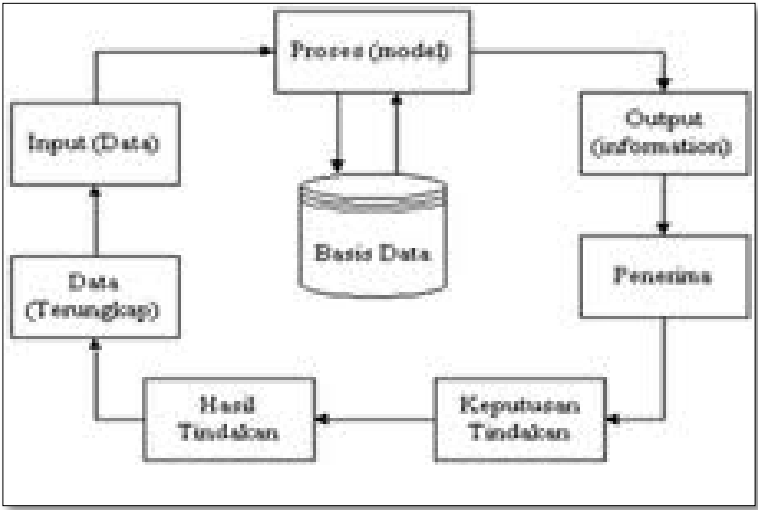 Proses (model)
Input (Data)
Output
(information)
Basis Data
Data
(Terungkap)
Penerima
Hasil
Tindakan
Keputusan
Tindakan